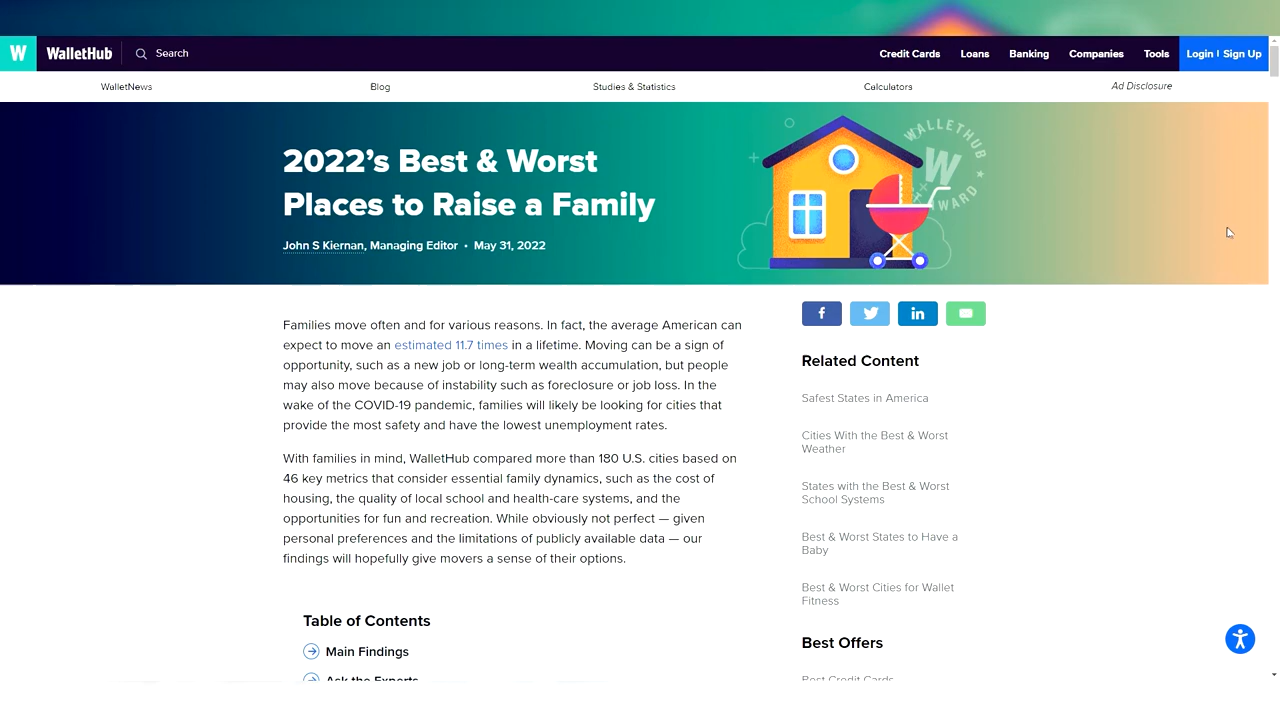 W WalletHub Search Credit Cards Loans Banking Companies Tools Login | Sign Up
WalletNews Blog Studies & Statistics Calculators Ad Disclosure
2022's Best & Worst
Places to Raise a Family
John S Kiernan, Managing Editor • May 31, 2022
WALLETHUB
W
AWARD
Families move often and for various reasons. In fact, the average American can
expect to move an estimated 11.7 times in a lifetime. Moving can be a sign of
opportunity, such as a new job or long-term wealth accumulation, but people
may also move because of instability such as foreclosure or job loss. In the
wake of the COVID-19 pandemic, families will likely be looking for cities that
provide the most safety and have the lowest unemployment rates.
With families in mind, WalletHub compared more than 180 U.S. cities based on
46 key metrics that consider essential family dynamics, such as the cost of
housing, the quality of local school and health-care systems, and the
opportunities for fun and recreation. While obviously not perfect — given
personal preferences and the limitations of publicly available data — our
findings will hopefully give movers a sense of their options.
Table of Contents
Main Findings
Ask the Experts
f in
Related Content
Safest States in America
Cities With the Best & Worst
Weather
States with the Best & Worst
School Systems
Best & Worst States to Have a
Baby
Best & Worst Cities for Wallet
Fitness
Best Offers
Best Credit Cards